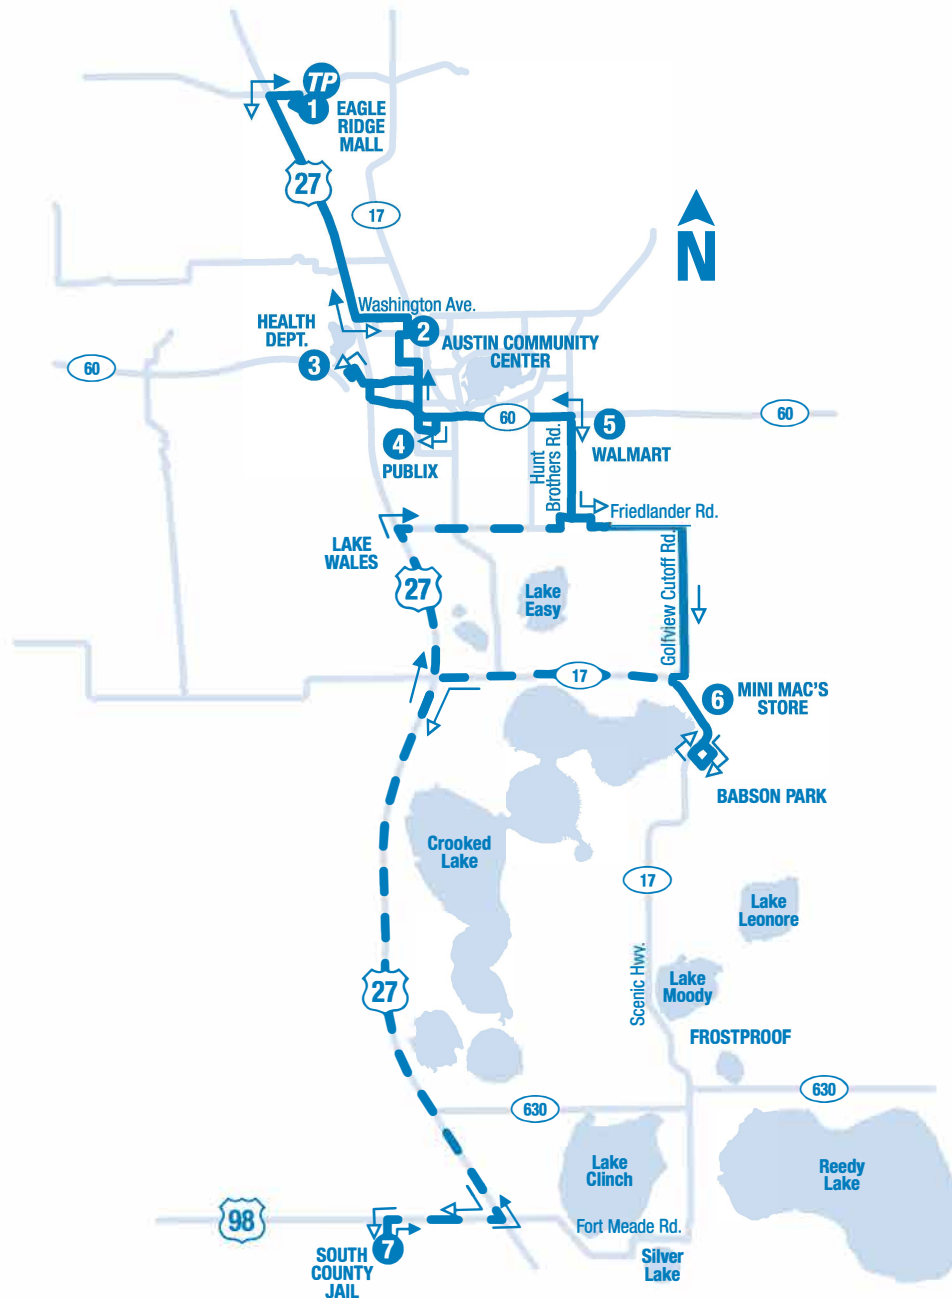 TP
1
EAGLE
RIDGE
MALL
27
17
N
Washington Ave.
HEALTH
DEPT.
2
AUSTIN COMMUNITY
CENTER
3
60
60
60
4
PUBLIX
5
WALMART
Hunt
Brothers Rd.
Friedlander Rd.
LAKE
WALES
27
Lake
Easy
Golfview Cutoff Rd.
17
6
MINI MAC'S
STORE
BABSON PARK
Crooked
Lake
17
Lake
Leonore
Scenic Hwy.
27
Lake
Moody
FROSTPROOF
630
630
Lake
Clinch
Reedy
Lake
98
Fort Meade Rd.
7
SOUTH
COUNTY
JAIL
Silver
Lake